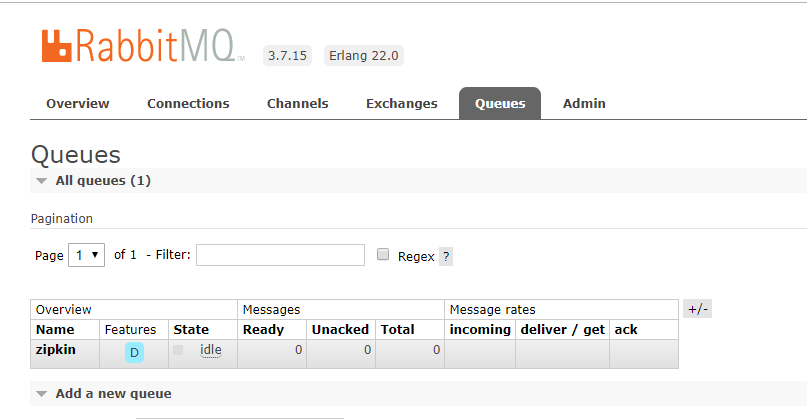 RabbitMQ TM 3.7.15 Erlang 22.0
Overview Connections Channels Exchanges Queues Admin
Queues
All queues (1)
Pagination
Page 1 of 1 - Filter: Regex ?
Overview Messages Message rates +/-
Name Features State Ready Unacked Total incoming deliver / get ack
zipkin D idle 0 0 0
Add a new queue